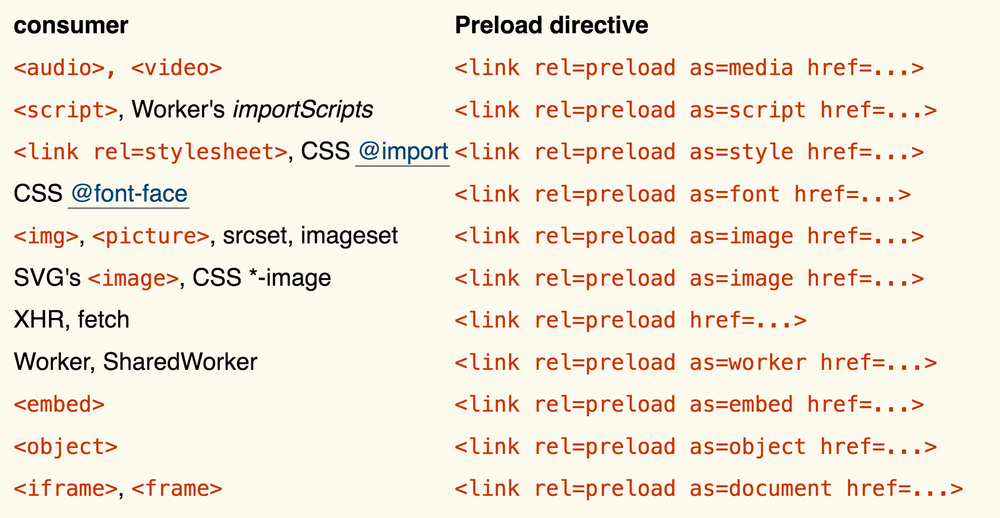 consumer Preload directive
<audio>, <video> <link rel=preload as=media href=...>
<script>, Worker's importScripts <link rel=preload as=script href=...>
<link rel=stylesheet>, CSS @import <link rel=preload as=style href=...>
CSS @font-face <link rel=preload as=font href=...>
<img>, <picture>, srcset, imageset <link rel=preload as=image href=...>
SVG's <image>, CSS *-image <link rel=preload as=image href=...>
XHR, fetch <link rel=preload href=...>
Worker, SharedWorker <link rel=preload as=worker href=...>
<embed> <link rel=preload as=embed href=...>
<object> <link rel=preload as=object href=...>
<iframe>, <frame> <link rel=preload as=document href=...>